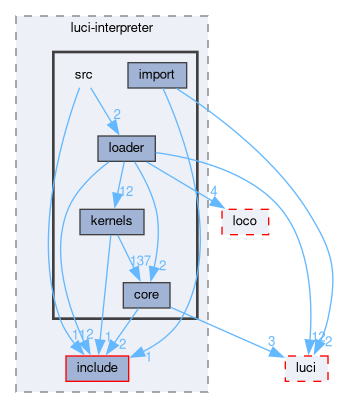 luci-interpreter
src
import
2
loader
12
4
kernels
loco
137
2
core
1
12
1
2
1
3
12
2
include
luci